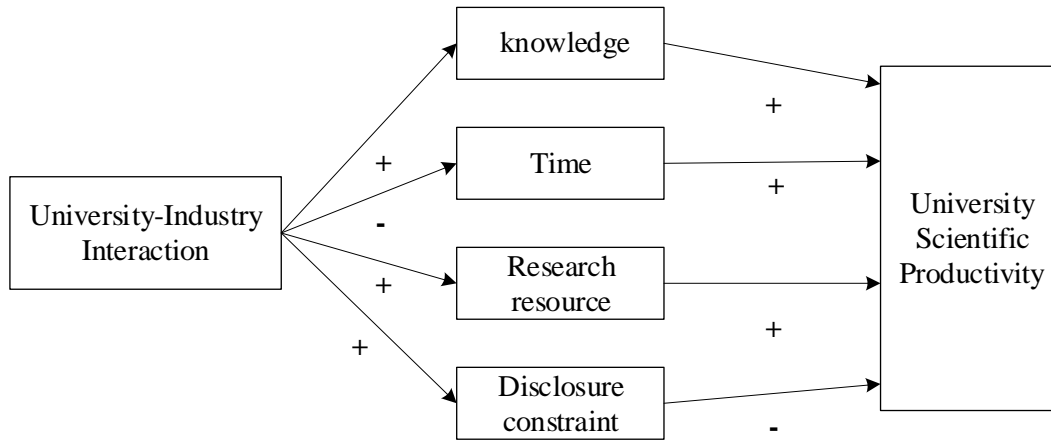 knowledge
+
+
Time
+
University-Industry
Interaction
-
+
Research
resource
+
+
Disclosure
constraint
-
University
Scientific
Productivity